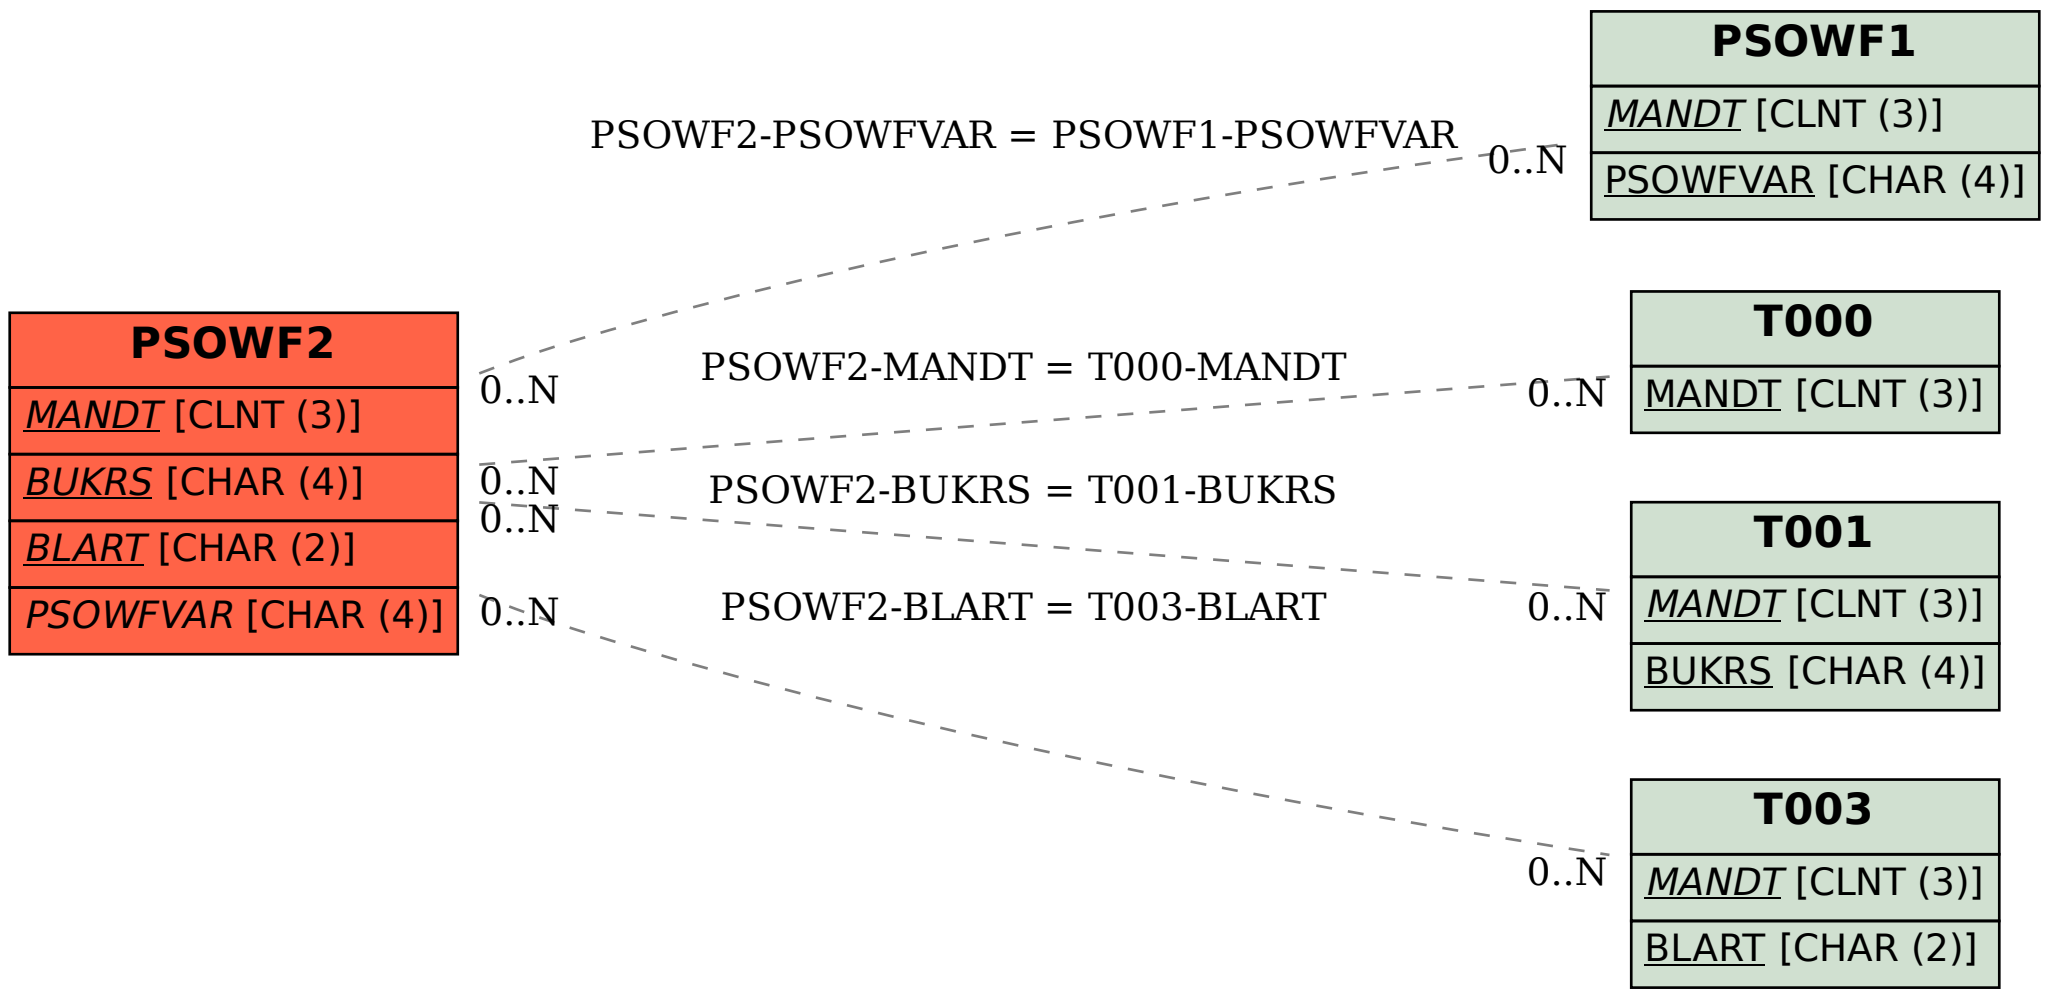 PSOWF1
MANDT [CLNT (3)]
PSOWFVAR [CHAR (4)]
PSOWF2-PSOWFVAR = PSOWF1-PSOWFVAR
0..N
PSOWF2
MANDT [CLNT (3)]
BUKRS [CHAR (4)]
BLART [CHAR (2)]
PSOWFVAR [CHAR (4)]
0..N
0..N
0..N
0..N
PSOWF2-MANDT = T000-MANDT
0..N
T000
MANDT [CLNT (3)]
PSOWF2-BUKRS = T001-BUKRS
0..N
T001
MANDT [CLNT (3)]
BUKRS [CHAR (4)]
PSOWF2-BLART = T003-BLART
0..N
T003
MANDT [CLNT (3)]
BLART [CHAR (2)]